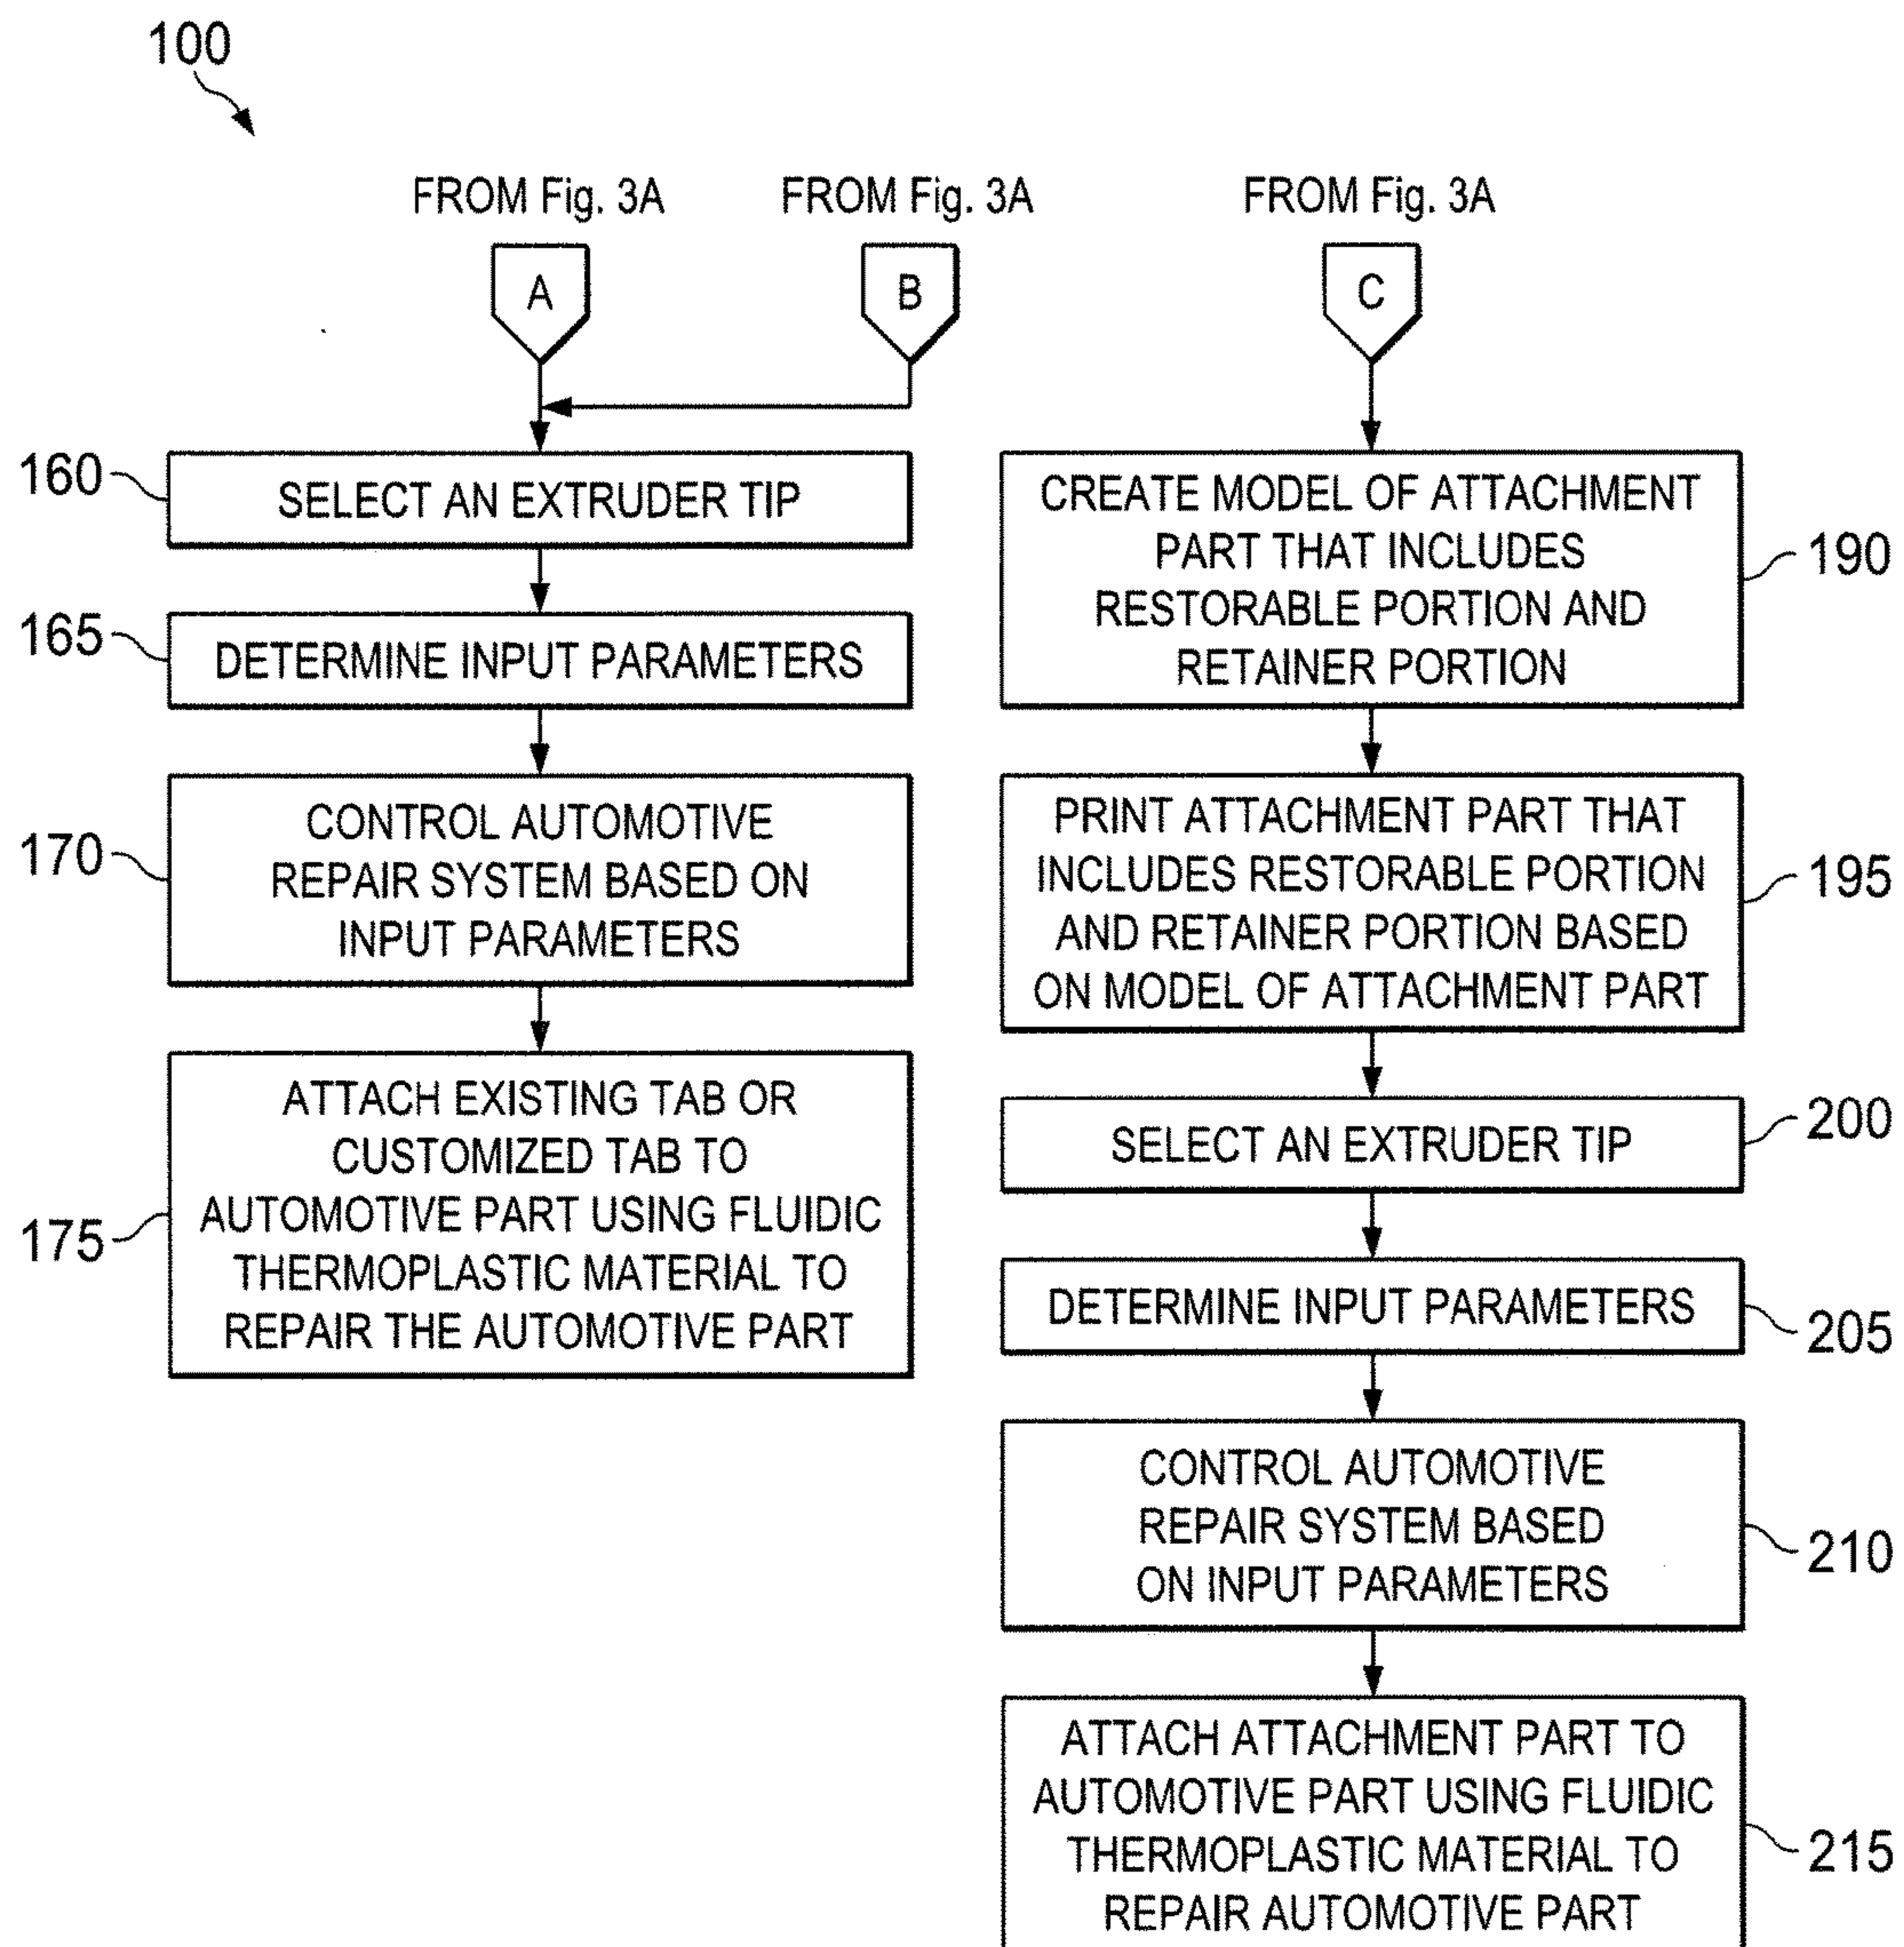 100
FROM Fig. 3A
FROM Fig. 3A
FROM Fig. 3A
A
B
C
160
SELECT AN EXTRUDER TIP
165
DETERMINE INPUT PARAMETERS
170
CONTROL AUTOMOTIVE
REPAIR SYSTEM BASED ON
INPUT PARAMETERS
175
ATTACH EXISTING TAB OR
CUSTOMIZED TAB TO
AUTOMOTIVE PART USING FLUIDIC
THERMOPLASTIC MATERIAL TO
REPAIR THE AUTOMOTIVE PART
CREATE MODEL OF ATTACHMENT
PART THAT INCLUDES
RESTORABLE PORTION AND
RETAINER PORTION
190
PRINT ATTACHMENT PART THAT
INCLUDES RESTORABLE PORTION
AND RETAINER PORTION BASED
ON MODEL OF ATTACHMENT PART
195
SELECT AN EXTRUDER TIP
200
DETERMINE INPUT PARAMETERS
205
CONTROL AUTOMOTIVE
REPAIR SYSTEM BASED
ON INPUT PARAMETERS
210
ATTACH ATTACHMENT PART TO
AUTOMOTIVE PART USING FLUIDIC
THERMOPLASTIC MATERIAL TO
REPAIR AUTOMOTIVE PART
215